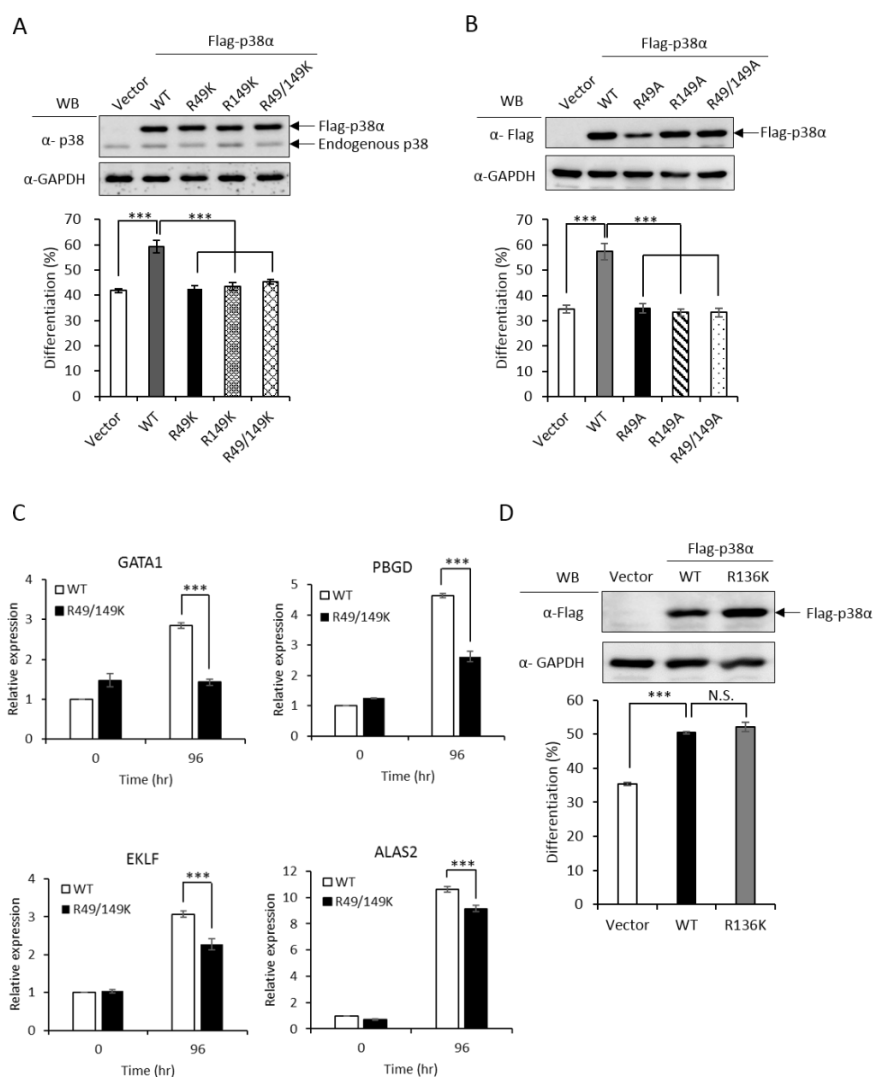 A
Flag-p38α
WB
Vector
WT
R49K
R149K
R49/149K
α- p38
Flag-p38α
Endogenous p38
α-GAPDH
Differentiation (%)
70
60
50
40
30
20
10
0
***
***
Vector
WT
R49K
R149K
R49/149K
B
Flag-p38α
WB
Vector
WT
R49A
R149A
R49/149A
α- Flag
Flag-p38α
α-GAPDH
Differentiation (%)
70
60
50
40
30
20
10
0
***
***
Vector
WT
R49A
R149A
R49/149A
C
GATA1
WT
R49/149K
***
Relative expression
4
3
2
1
0
0
96
Time (hr)
PBGD
WT
R49/149K
***
Relative expression
5
4
3
2
1
0
0
96
Time (hr)
EKLF
WT
R49/149K
***
Relative expression
4
3
2
1
0
0
96
Time (hr)
ALAS2
WT
R49/149K
***
Relative expression
12
10
8
6
4
2
0
0
96
Time (hr)
D
Flag-p38α
WB
Vector
WT
R136K
α-Flag
Flag-p38α
α- GAPDH
Differentiation (%)
60
50
40
30
20
10
0
***
N.S.
Vector
WT
R136K